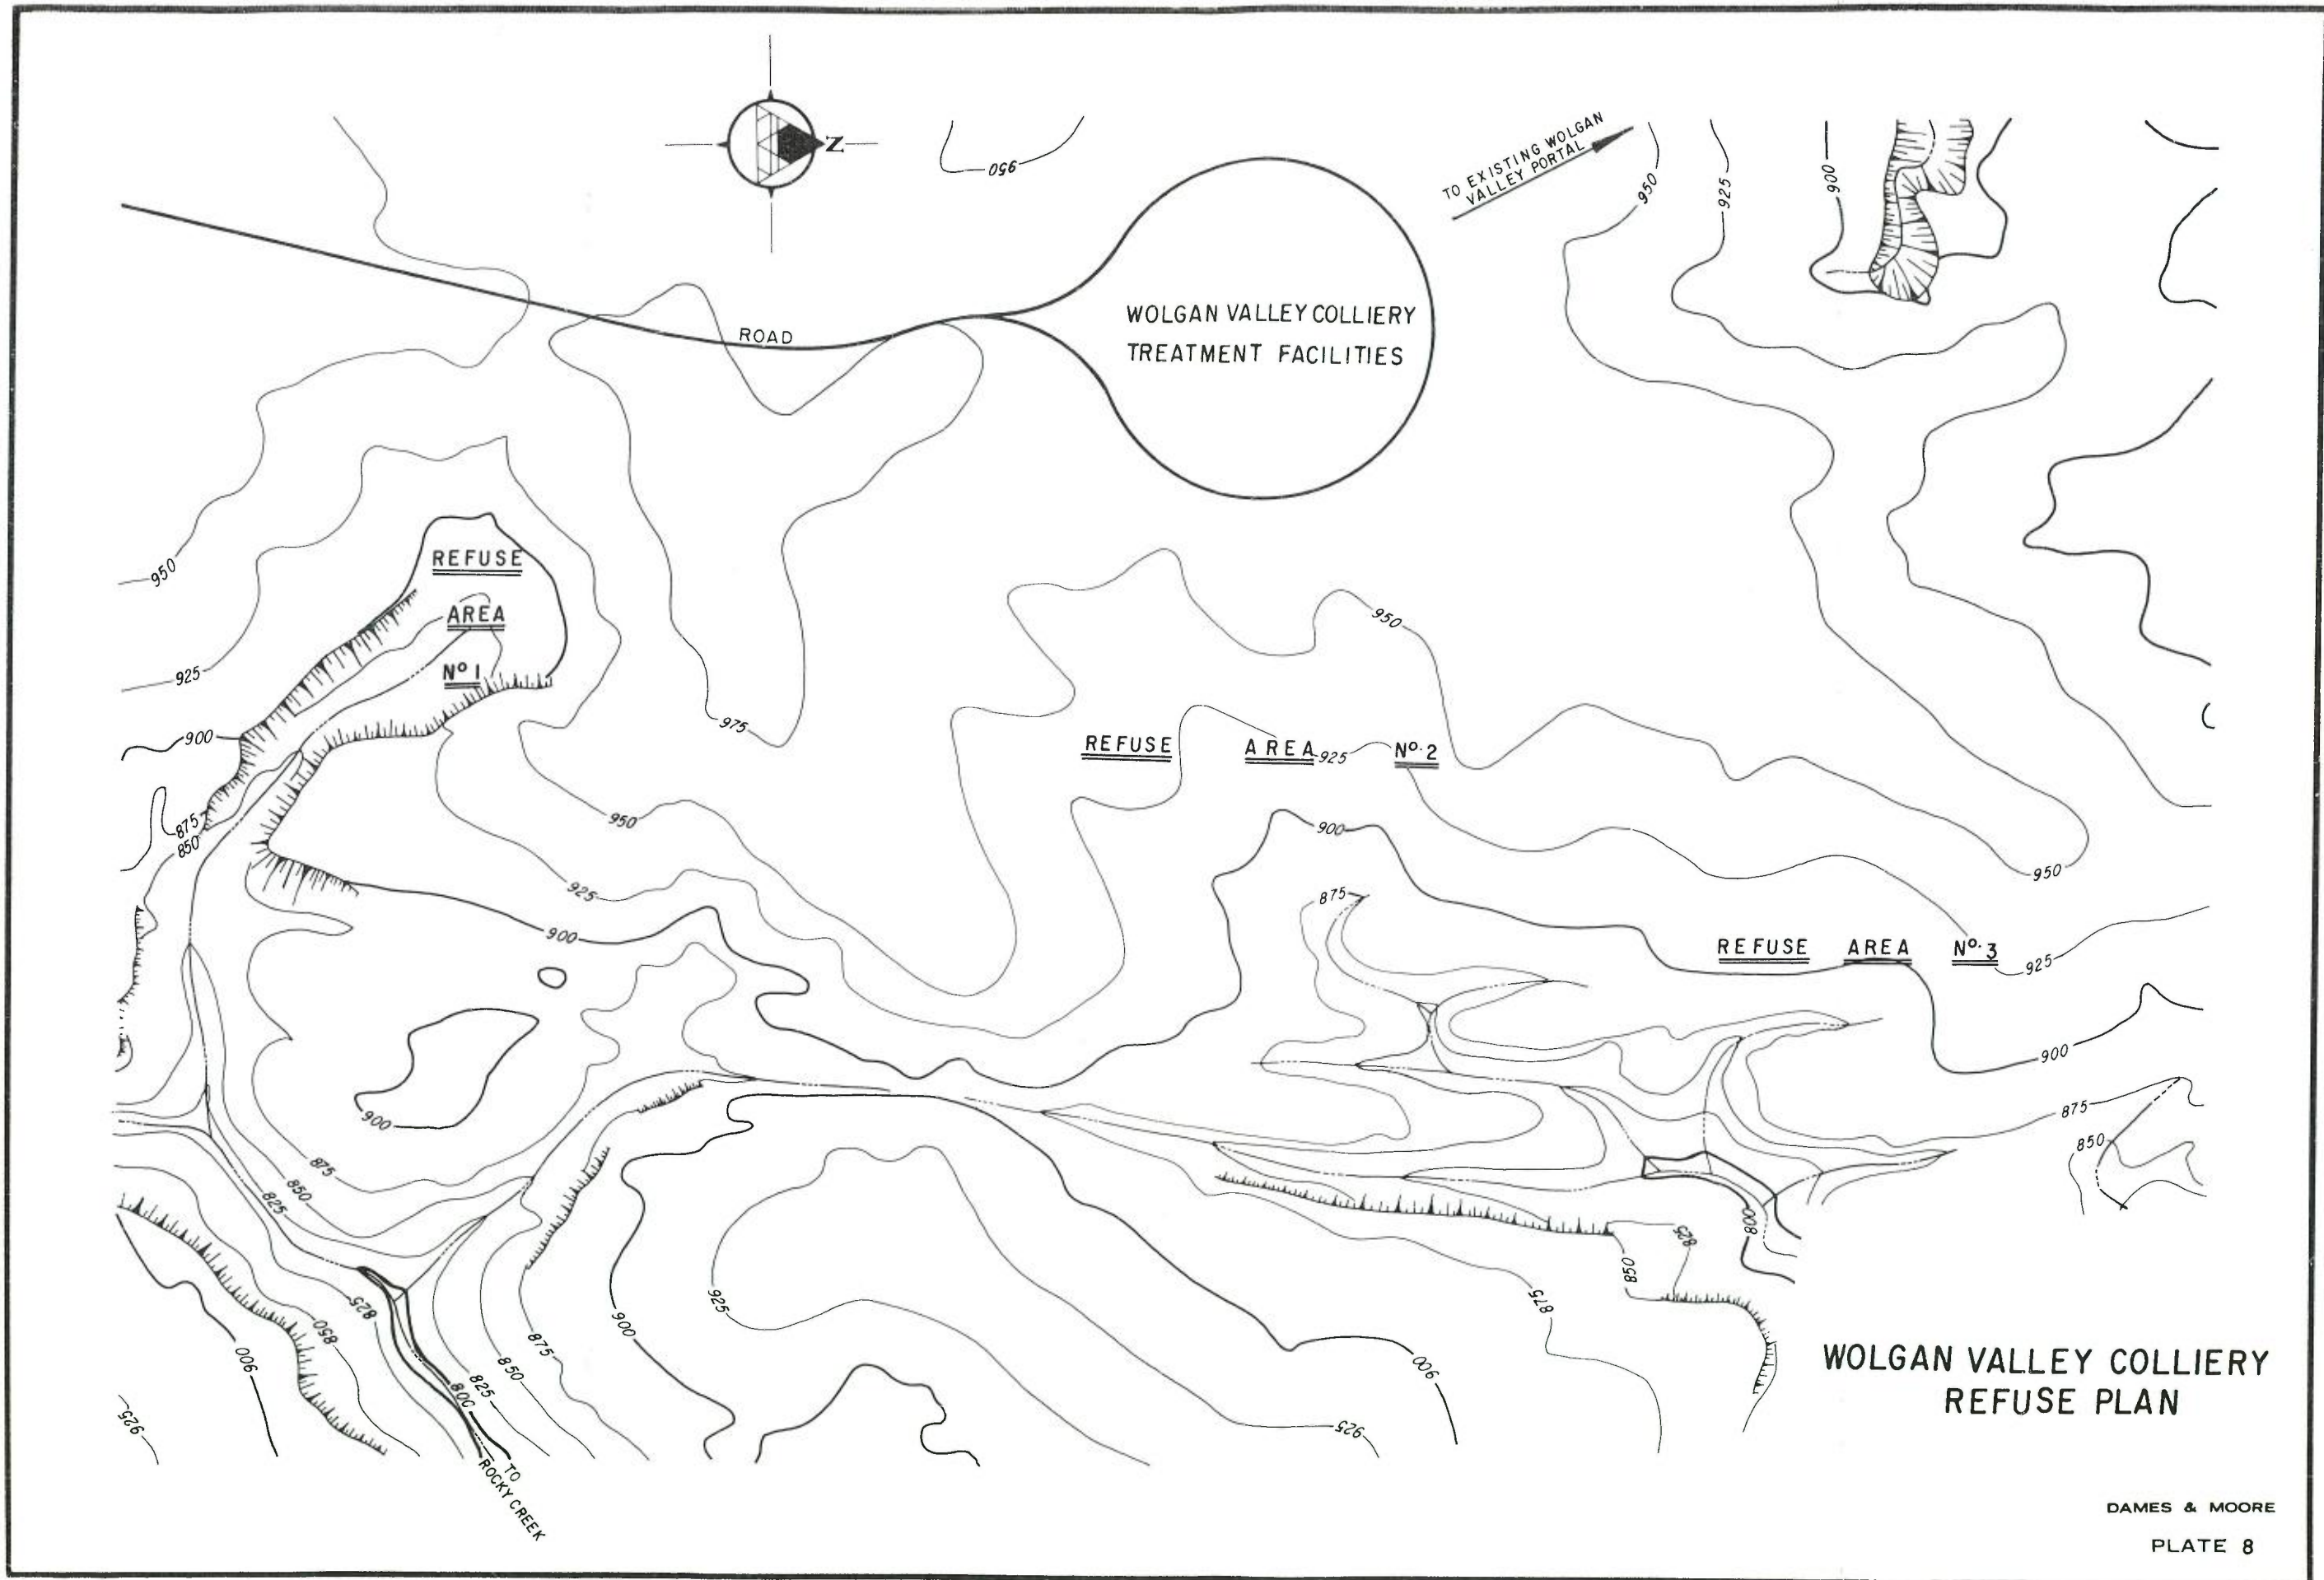 N
950
TO EXISTING WOLGAN
VALLEY PORTAL
950
925
900
WOLGAN VALLEY COLLIERY
TREATMENT FACILITIES
ROAD
REFUSE
AREA
Nº 1
950
925
900
875
850
975
950
925
900
950
REFUSE AREA Nº 2
925
900
875
950
REFUSE AREA Nº 3
925
900
875
850
900
875
850
825
825
850
900
925
800
825
850
875
900
925
TO
ROCKY CREEK
900
925
875
850
825
800
WOLGAN VALLEY COLLIERY
REFUSE PLAN
DAMES & MOORE
PLATE 8